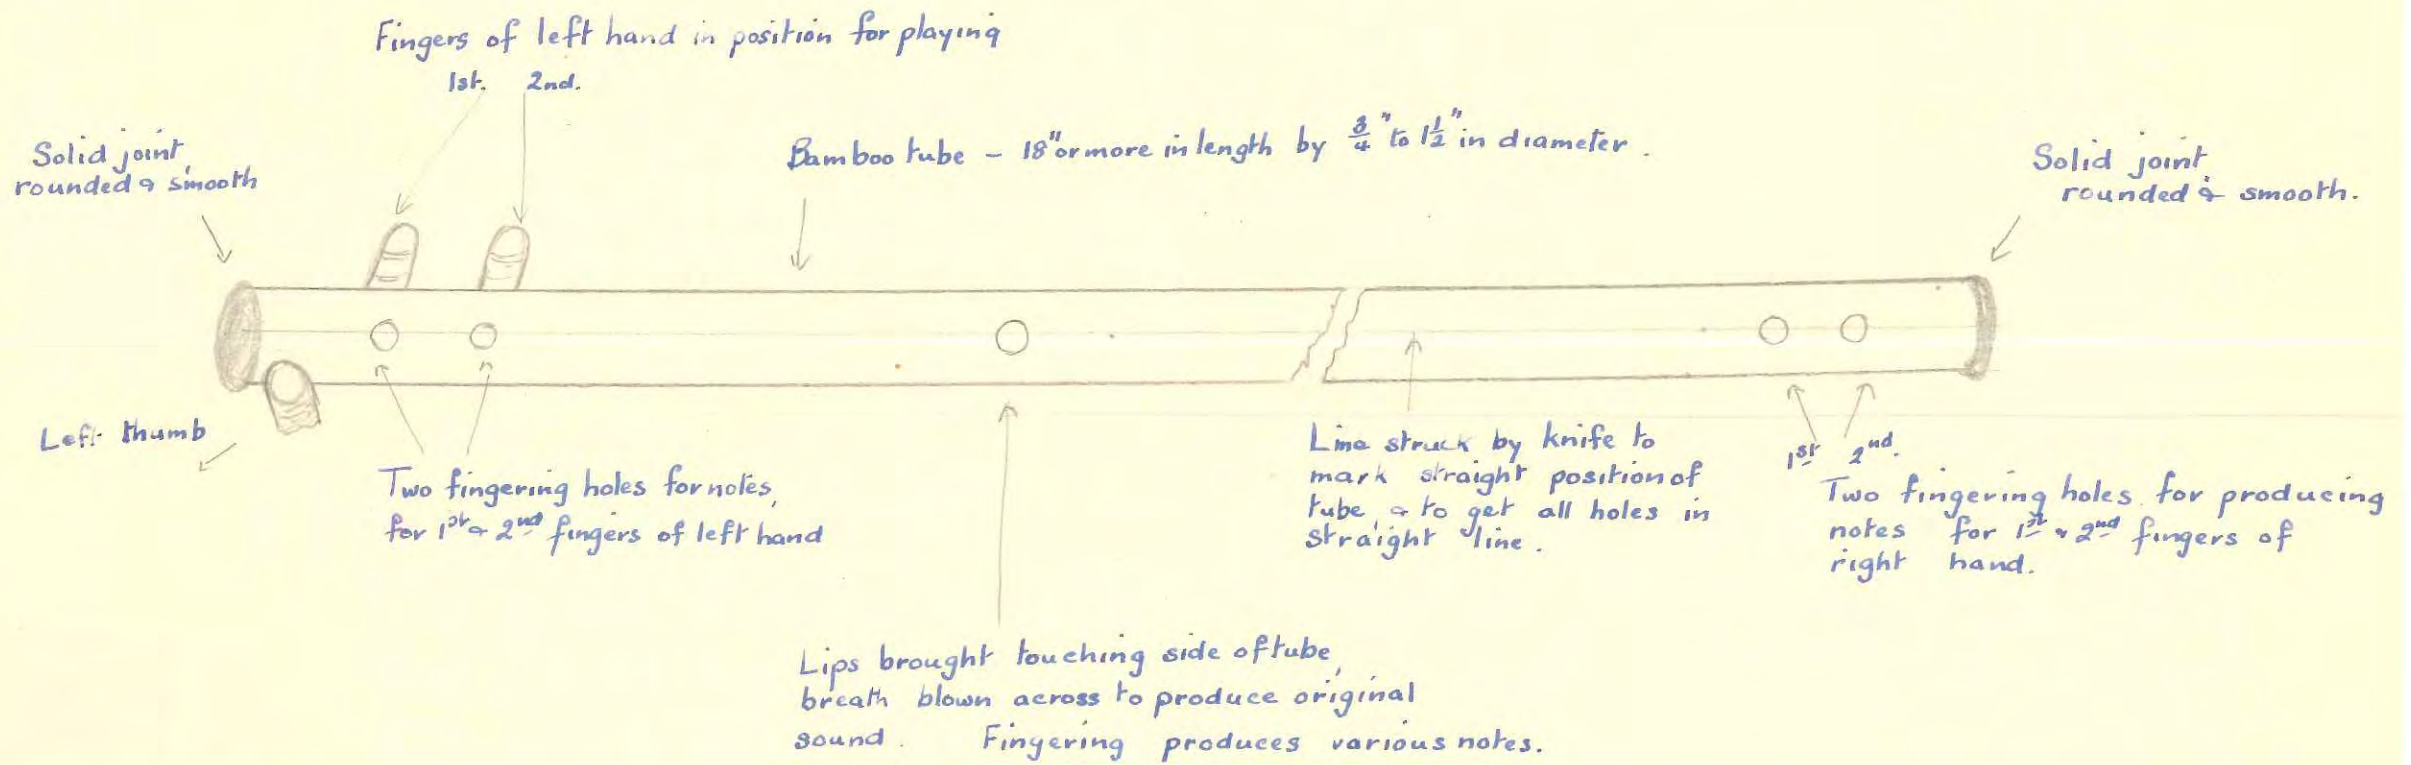 Fingers of left hand in position for playing
1st. 2nd.
Solid joint,
rounded & smooth
Bamboo tube – 18" or more in length by 3/4" to 1 1/2" in diameter.
Solid joint,
rounded & smooth.
Left thumb
Two fingering holes for notes,
for 1st & 2nd fingers of left hand
Line struck by knife to
mark straight position of
tube, & to get all holes in
straight line.
1st 2nd.
Two fingering holes for producing
notes for 1st & 2nd fingers of
right hand.
Lips brought touching side of tube,
breath blown across to produce original
sound. Fingering produces various notes.